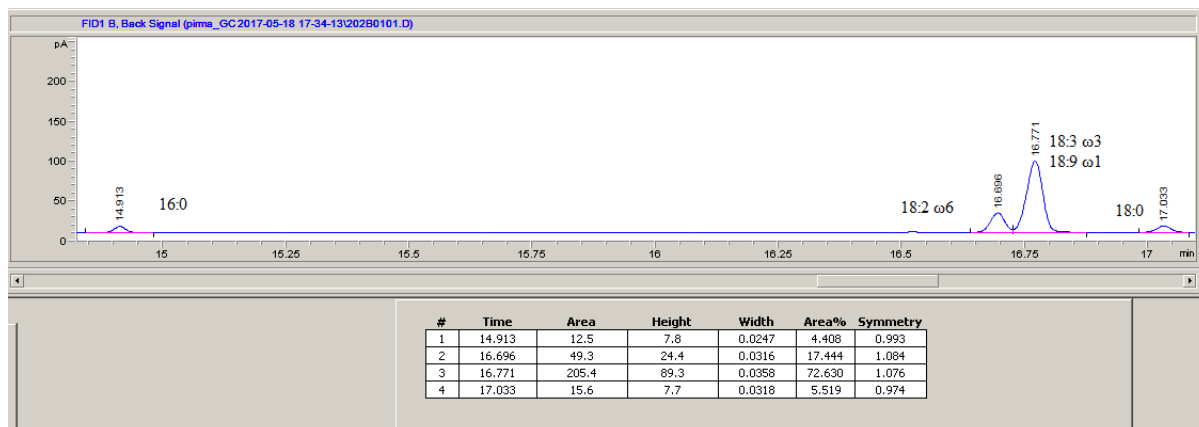 FID1 B, Back Signal (pirma_GC 2017-05-18 17-34-13\202B0101.D)
pA
200
150
100
50
0
14.913
16:0
18:2 ω6
16.696
16.771
18:3 ω3
18:9 ω1
18:0
17.033
15 15.25 15.5 15.75 16 16.25 16.5 16.75 17 min
# Time Area Height Width Area% Symmetry
1 14.913 12.5 7.8 0.0247 4.408 0.993
2 16.696 49.3 24.4 0.0316 17.444 1.084
3 16.771 205.4 89.3 0.0358 72.630 1.076
4 17.033 15.6 7.7 0.0318 5.519 0.974